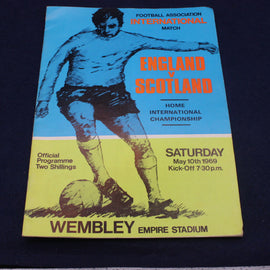 FOOTBALL ASSOCIATION
INTERNATIONAL
MATCH
ENGLAND
V
SCOTLAND
HOME
INTERNATIONAL
CHAMPIONSHIP
Official
Programme
Two Shillings
SATURDAY
May 10th 1969
Kick-Off 7·30 p.m.
WEMBLEY EMPIRE STADIUM